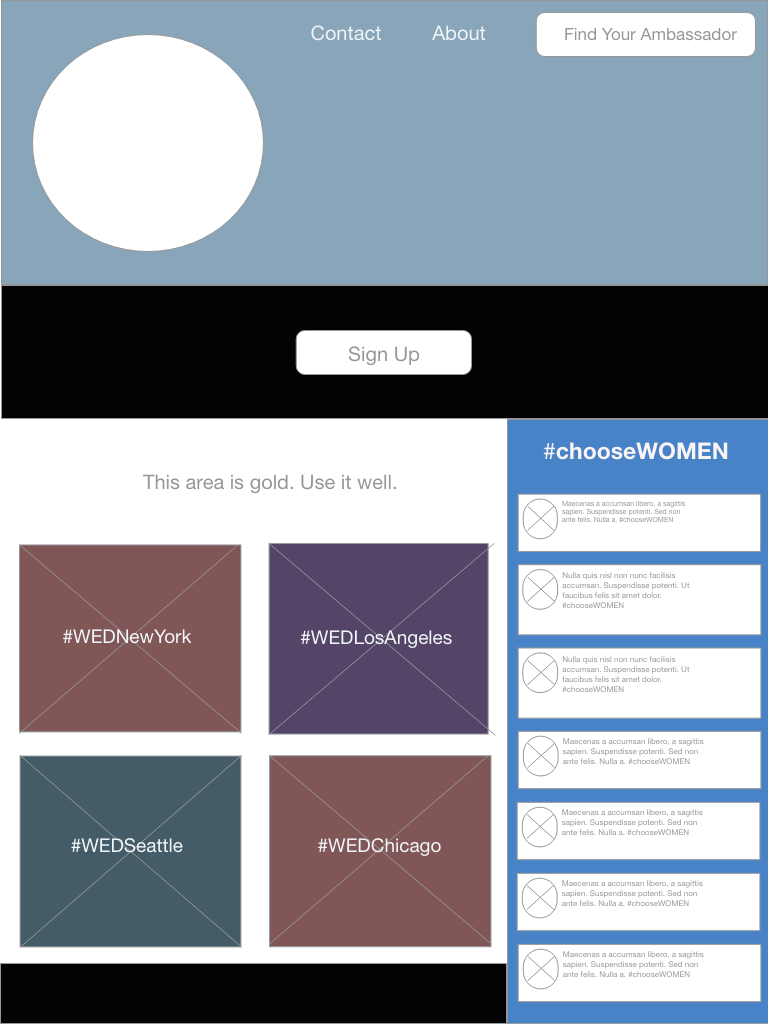 Contact
About
Find Your Ambassador
Sign Up
This area is gold. Use it well.
#WEDNewYork
#WEDLosAngeles
#WEDSeattle
#WEDChicago
#chooseWOMEN
Maecenas a accumsan libero, a sagittis
sapien. Suspendisse potenti. Sed non
ante felis. Nulla a. #chooseWOMEN
Nulla quis nisl non nunc facilisis
accumsan. Suspendisse potenti. Ut
faucibus felis sit amet dolor.
#chooseWOMEN
Nulla quis nisl non nunc facilisis
accumsan. Suspendisse potenti. Ut
faucibus felis sit amet dolor.
#chooseWOMEN
Maecenas a accumsan libero, a sagittis
sapien. Suspendisse potenti. Sed non
ante felis. Nulla a. #chooseWOMEN
Maecenas a accumsan libero, a sagittis
sapien. Suspendisse potenti. Sed non
ante felis. Nulla a. #chooseWOMEN
Maecenas a accumsan libero, a sagittis
sapien. Suspendisse potenti. Sed non
ante felis. Nulla a. #chooseWOMEN
Maecenas a accumsan libero, a sagittis
sapien. Suspendisse potenti. Sed non
ante felis. Nulla a. #chooseWOMEN